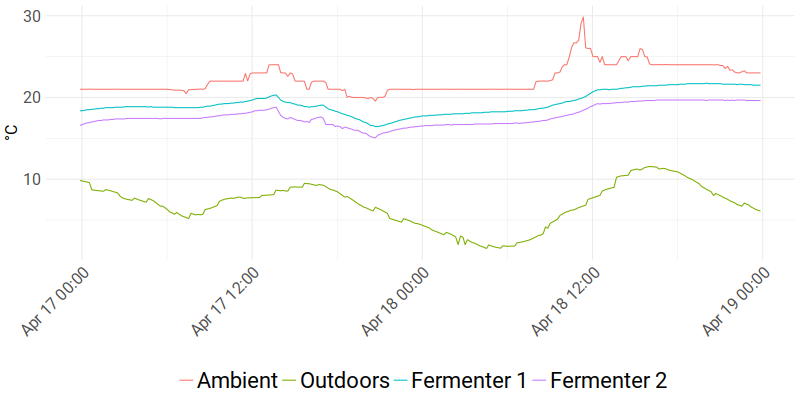 30
20
10
°C
Apr 17 00:00
Apr 17 12:00
Apr 18 00:00
Apr 18 12:00
Apr 19 00:00
Ambient Outdoors Fermenter 1 Fermenter 2